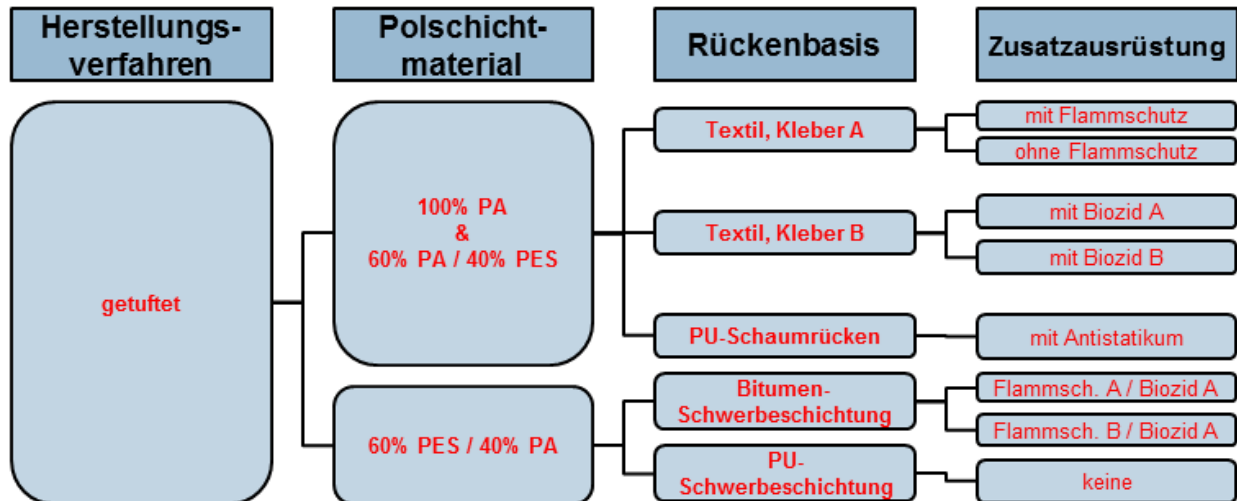 Herstellungs-
verfahren
Polschicht-
material
Rückenbasis
Zusatzausrüstung
getuftet
100% PA
&
60% PA / 40% PES
60% PES / 40% PA
Textil, Kleber A
Textil, Kleber B
PU-Schaumrücken
Bitumen-
Schwerbeschichtung
PU-
Schwerbeschichtung
mit Flammschutz
ohne Flammschutz
mit Biozid A
mit Biozid B
mit Antistatikum
Flammsch. A / Biozid A
Flammsch. B / Biozid A
keine